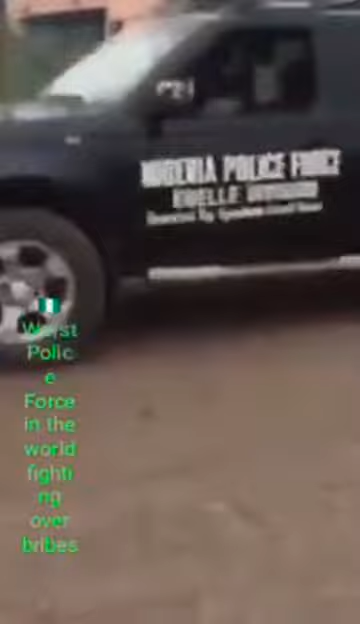 NIGERIA POLICE FORCE
🇳🇬
Worst
Polic
e
Force
in the
world
fighti
ng
over
bribes